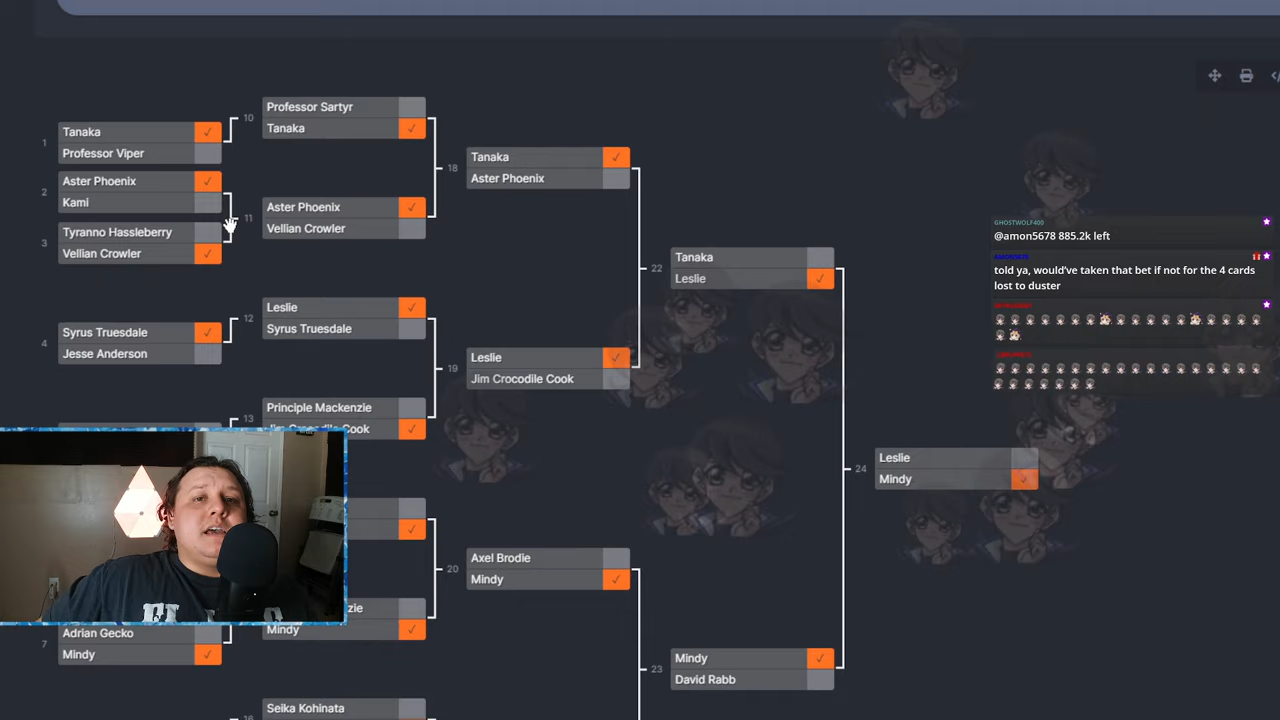 1
Tanaka
Professor Viper
2
Aster Phoenix
Kami
3
Tyranno Hassleberry
Vellian Crowler
4
Syrus Truesdale
Jesse Anderson
7
Adrian Gecko
Mindy
10
Professor Sartyr
Tanaka
11
Aster Phoenix
Vellian Crowler
12
Leslie
Syrus Truesdale
13
Principle Mackenzie
Cook
zie
Mindy
16
Seika Kohinata
18
Tanaka
Aster Phoenix
19
Leslie
Jim Crocodile Cook
20
Axel Brodie
Mindy
22
Tanaka
Leslie
23
Mindy
David Rabb
24
Leslie
Mindy
GHOSTWOLF400
@amon5678 885.2k left
told ya, would've taken that bet if not for the 4 cards
lost to duster